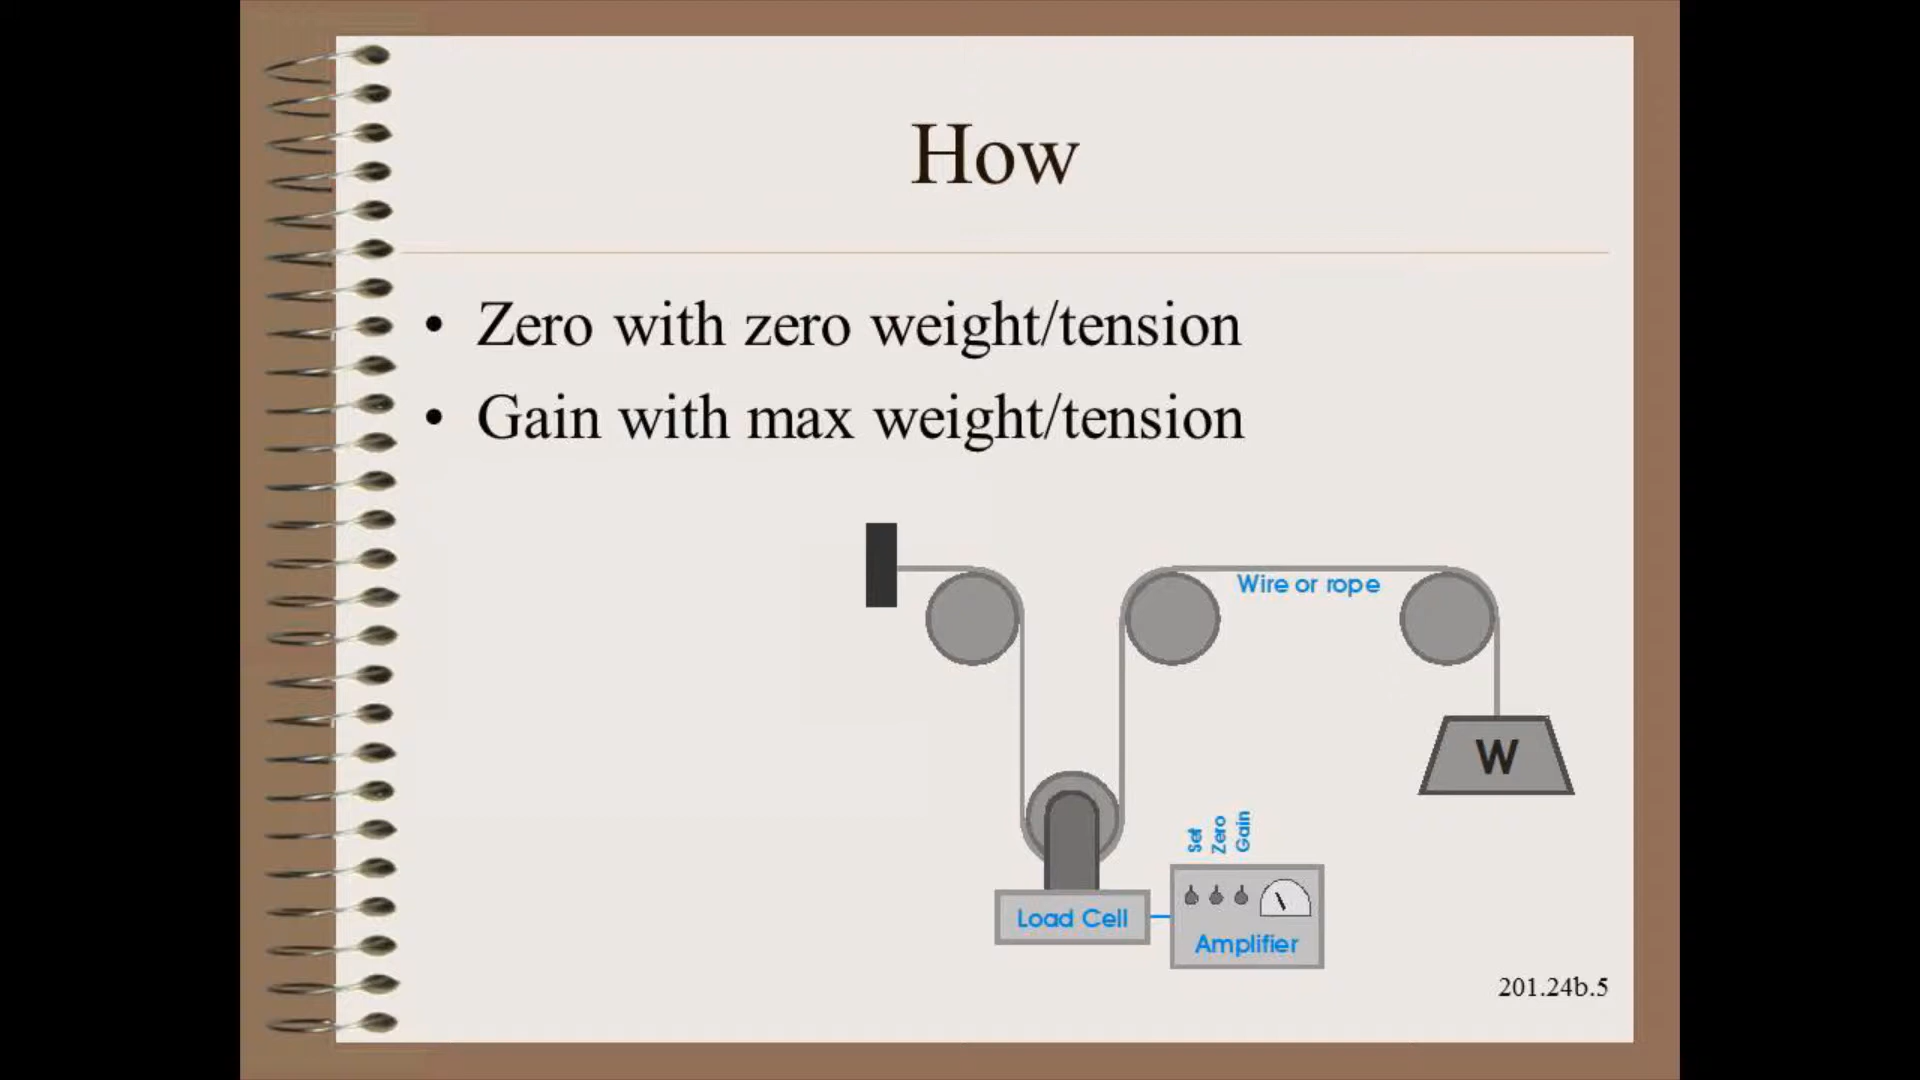 How
• Zero with zero weight/tension
• Gain with max weight/tension
Wire or rope
W
Set
Zero
Gain
Load Cell
Amplifier
201.24b.5